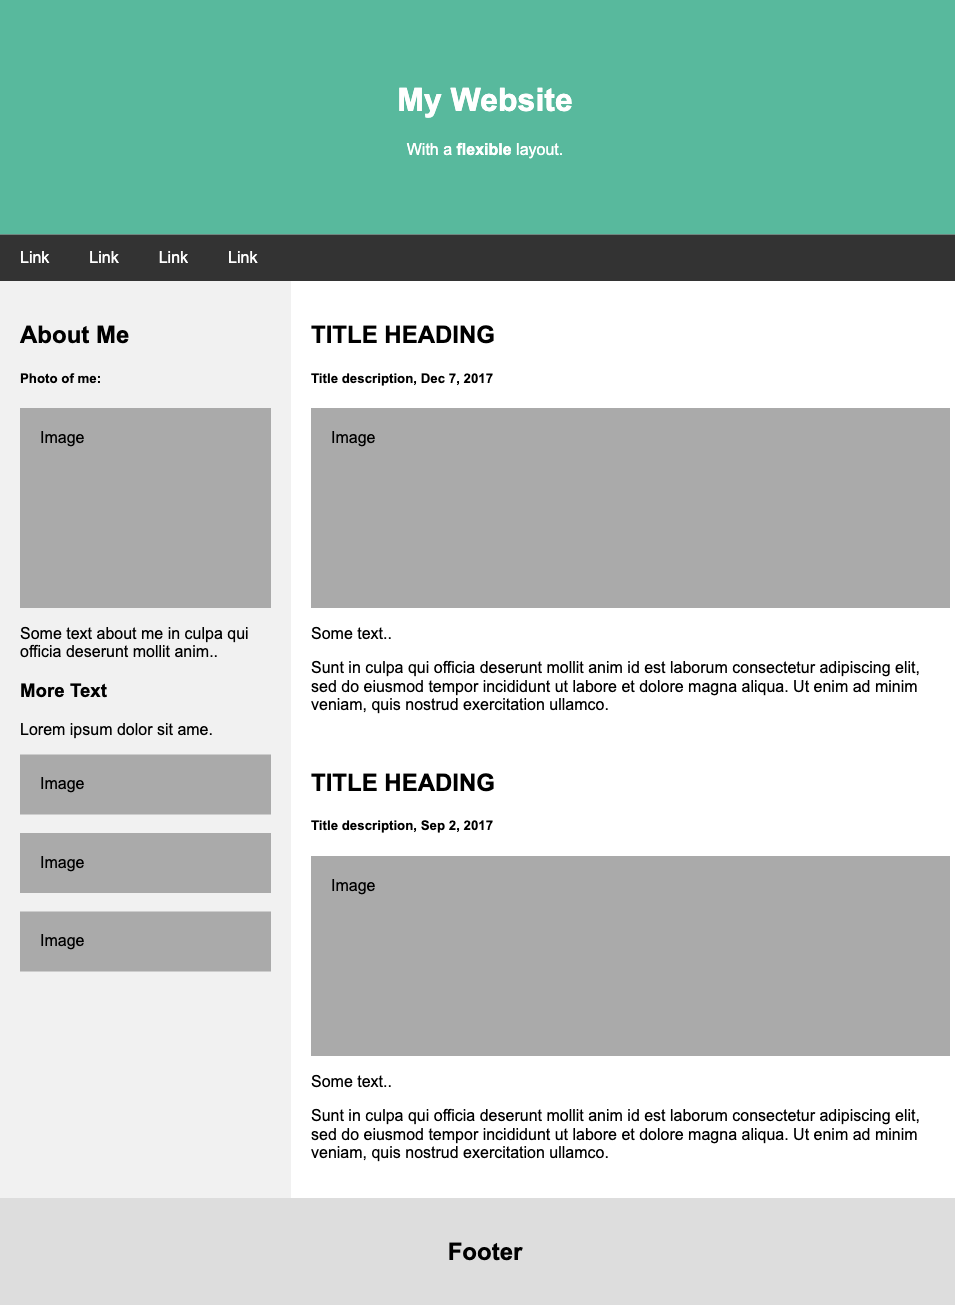 My Website
With a flexible layout.
Link Link Link Link
About Me
Photo of me:
Image
Some text about me in culpa qui
officia deserunt mollit anim..
More Text
Lorem ipsum dolor sit ame.
Image
Image
Image
TITLE HEADING
Title description, Dec 7, 2017
Image
Some text..
Sunt in culpa qui officia deserunt mollit anim id est laborum consectetur adipiscing elit,
sed do eiusmod tempor incididunt ut labore et dolore magna aliqua. Ut enim ad minim
veniam, quis nostrud exercitation ullamco.
TITLE HEADING
Title description, Sep 2, 2017
Image
Some text..
Sunt in culpa qui officia deserunt mollit anim id est laborum consectetur adipiscing elit,
sed do eiusmod tempor incididunt ut labore et dolore magna aliqua. Ut enim ad minim
veniam, quis nostrud exercitation ullamco.
Footer